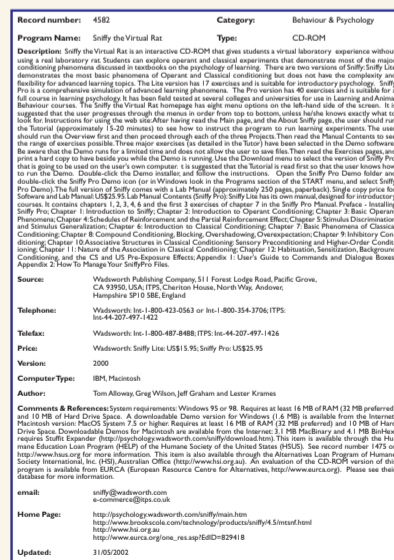 Record number: 4582 Category: Behaviour & Psychology
Program Name: Sniffy the Virtual Rat Type: CD-ROM
Description: Sniffy the Virtual Rat is an interactive CD-ROM that gives students a virtual laboratory experience without
using a real laboratory rat. Students can explore operant and classical experiments that demonstrate most of the major
conditioning phenomena discussed in textbooks on the psychology of learning. There are two versions of Sniffy: Sniffy Lite
demonstrates the most basic phenomena of Operant and Classical conditioning but does not have the complexity and
flexibility for advanced learning topics. The Lite version has 17 exercises and is suitable for introductory psychology. Sniffy
Pro is a comprehensive simulation of advanced learning phenomena. The Pro version has 40 exercises and is suitable for a
full course in learning psychology. It has been field tested at several colleges and universities for use in Learning and Animal
Behaviour courses. The Sniffy the Virtual Rat homepage has eight menu options on the left-hand side of the screen. It is
suggested that the user progresses through the menus in order from top to bottom, unless he/she knows exactly what to
look for. Instructions for using the web site: After having read the Main page, and the About Sniffy page, the user should run
the Tutorial (approximately 15-20 minutes) to see how to instruct the program to run learning experiments. The user
should run the Overview first and then proceed through each of the three Projects. Then read the Manual Contents to see
the range of exercises possible. Three major exercises (as detailed in the Tutor) have been selected in the Demo software.
Be aware that the Demo runs for a limited time and does not allow the user to save files. Then read the Exercises page, and
print a hard copy to have beside you while the Demo is running. Use the Download menu to select the version of Sniffy Pro
that is going to be used on the user's own computer. it is suggested that the Tutorial is read first so that the user knows how
to run the Demo. Double-click the Demo installer, and follow the instructions. Open the Sniffy Pro Demo folder and
double-click the Sniffy Pro Demo icon (or in Windows look in the Programs section of the START menu, and select Sniffy
Pro Demo). The full version of Sniffy comes with a Lab Manual (approximately 250 pages, paperback). Single copy price for
Software and Lab Manual US$25.95. Lab Manual Contents (Sniffy Pro): Sniffy Lite has its own manual, designed for introductory
courses. It contains chapters 1, 2, 3, 4, 6 and the first 3 exercises of chapter 7 in the Sniffy Pro Manual. Preface - Installing
Sniffy Pro; Chapter 1: Introduction to Sniffy; Chapter 2: Introduction to Operant Conditioning; Chapter 3: Basic Operant
Phenomena; Chapter 4: Schedules of Reinforcement and the Partial Reinforcement Effect; Chapter 5: Stimulus Discrimination
and Stimulus Generalization; Chapter 6: Introduction to Classical Conditioning; Chapter 7: Basic Phenomena of Classical
Conditioning; Chapter 8: Compound Conditioning, Blocking, Overshadowing, Overexpectation; Chapter 9: Inhibitory Con
ditioning; Chapter 10: Associative Structures in Classical Conditioning: Sensory Preconditioning and Higher-Order Condit
ioning; Chapter 11: Nature of the Association in Classical Conditioning; Chapter 12: Habituation, Sensitization, Background
Conditioning, and the CS and US Pre-Exposure Effects; Appendix 1: User's Guide to Commands and Dialogue Boxes;
Appendix 2: How To Manage Your SniffyPro Files.
Source: Wadsworth Publishing Company, 511 Forest Lodge Road, Pacific Grove,
CA 93950, USA; ITPS, Cheriton House, North Way, Andover,
Hampshire SP10 5BE, England
Telephone: Wadsworth: Int-1-800-423-0563 or Int-1-800-354-3706; ITPS:
Int-44-207-497-1422
Telefax: Wadsworth: Int-1-800-487-8488; ITPS: Int-44-207-497-1426
Price: Wadsworth: Sniffy Lite: US$15.95; Sniffy Pro: US$25.95
Version: 2000
Computer Type: IBM, Macintosh
Author: Tom Alloway, Greg Wilson, Jeff Graham and Lester Krames
Comments & References: System requirements: Windows 95 or 98. Requires at least 16 MB of RAM (32 MB preferred)
and 10 MB of Hard Drive Space. A downloadable Demo version for Windows (1.6 MB) is available from the Internet.
Macintosh version: MacOS System 7.5 or higher. Requires at least 16 MB of RAM (32 MB preferred) and 10 MB of Hard
Drive Space. Downloadable Demos for Macintosh are available from the Internet: 3.1 MB MacBinary and 4.1 MB BinHex
requires Stuffit Expander (http://psychology.wadsworth.com/sniffy/download.htm). This item is available through the Hu
mane Education Loan Program (HELP) of the Humane Society of the United States (HSUS). See record number 1475 or
http://www.hsus.org for more information. This item is also available through the Alternatives Loan Program of Humane
Society International, Inc. (HSI), Australian Office (http://www.hsi.org.au). An evaluation of the CD-ROM version of this
program is available from EURCA (European Resource Centre for Alternatives, http://www.eurca.org). Please see this
database for more information.
email: sniffy@wadsworth.com
e-commerce@itps.co.uk
Home Page: http://psychology.wadsworth.com/sniffy/main.htm
http://www.brookscole.com/technology/products/sniffy/4.5/mtsnf.html
http://www.hsi.org.au
http://www.eurca.org/one_res.asp?EdID=829418
Updated: 31/05/2002